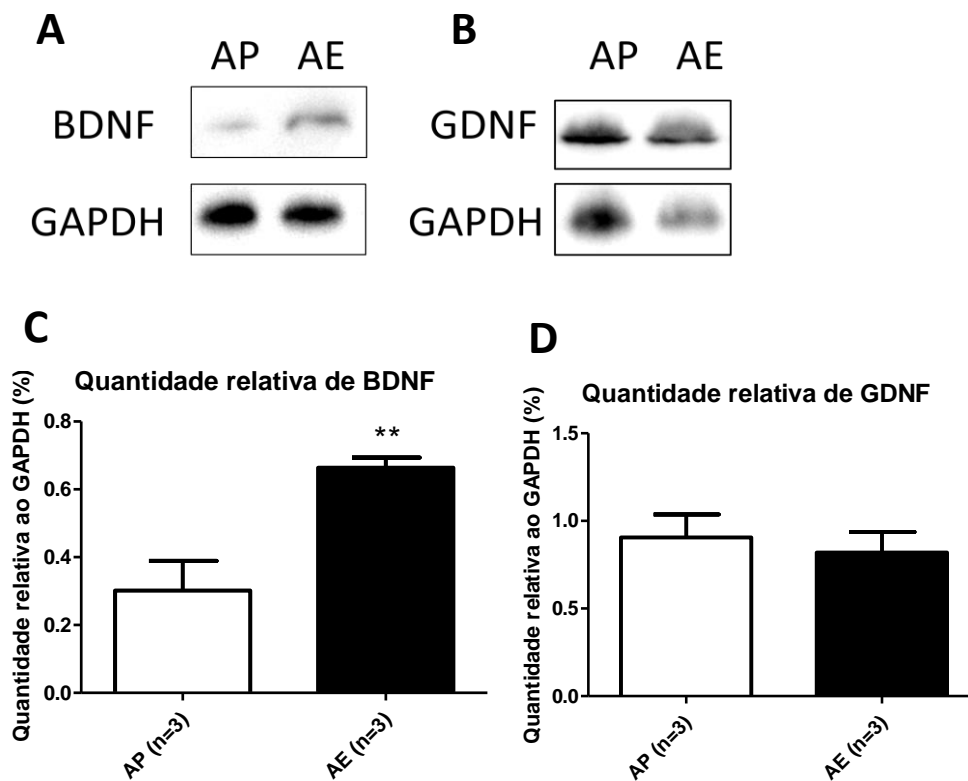 A
AP AE
BDNF
GAPDH
B
AP AE
GDNF
GAPDH
C
Quantidade relativa de BDNF
Quantidade relativa ao GAPDH (%)
0.8
0.6
0.4
0.2
0.0
**
AP (n=3)
AE (n=3)
D
Quantidade relativa de GDNF
Quantidade relativa ao GAPDH (%)
1.5
1.0
0.5
0.0
AP (n=3)
AE (n=3)